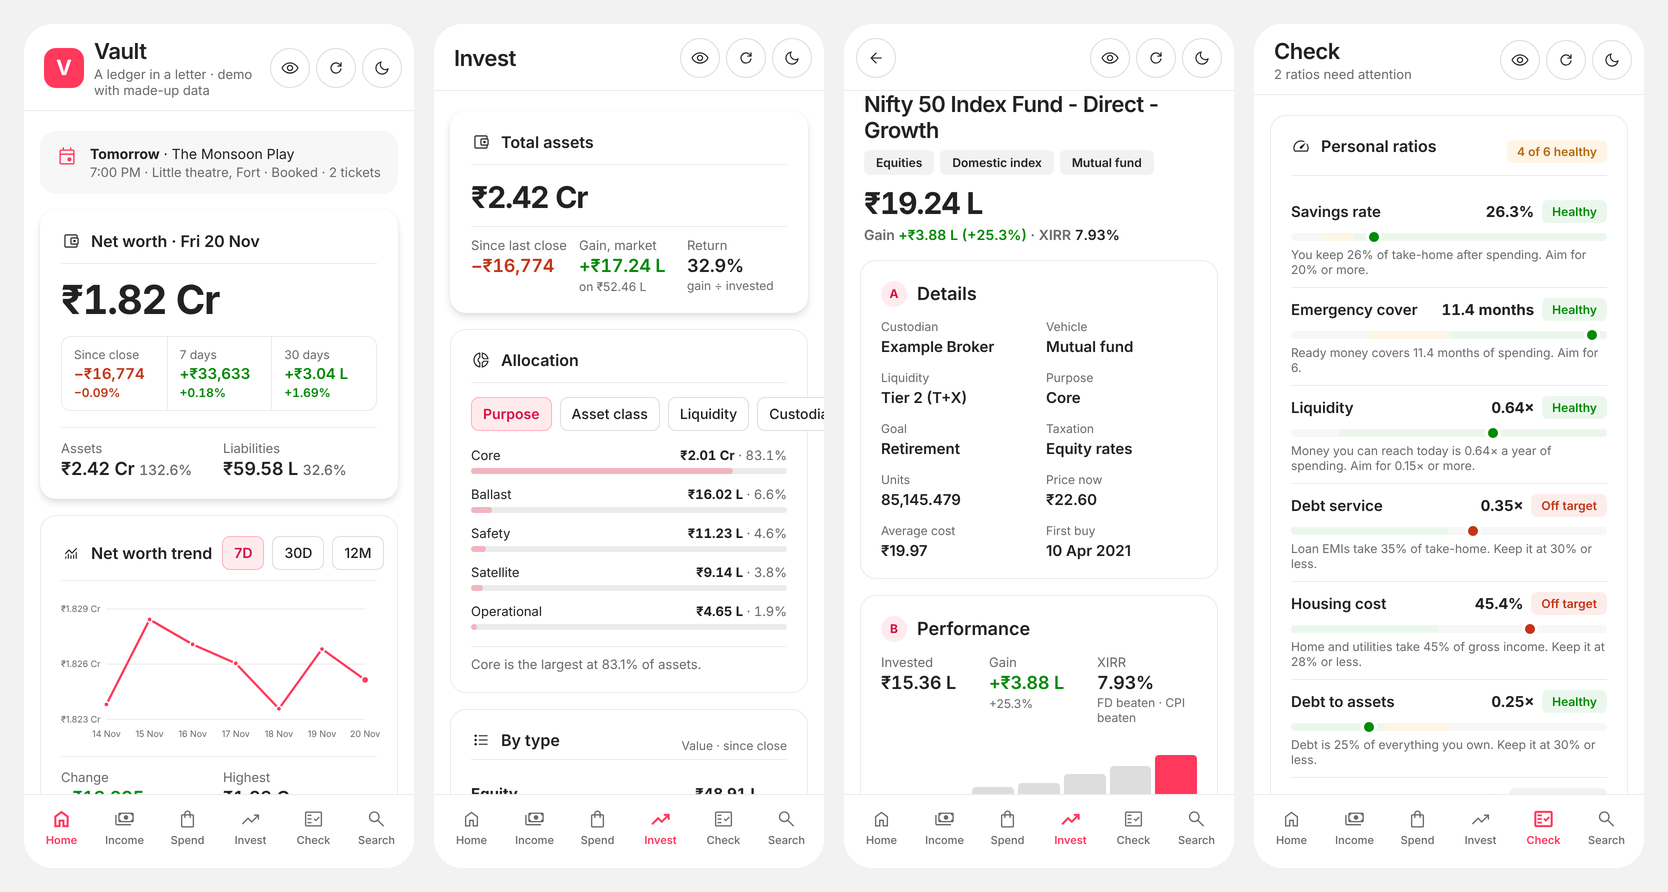 V
Vault
A ledger in a letter · demo
with made-up data
Tomorrow · The Monsoon Play
7:00 PM · Little theatre, Fort · Booked · 2 tickets
Net worth · Fri 20 Nov
₹1.82 Cr
Since close
−₹16,774
−0.09%
7 days
+₹33,633
+0.18%
30 days
+₹3.04 L
+1.69%
Assets
₹2.42 Cr 132.6%
Liabilities
₹59.58 L 32.6%
Net worth trend
7D
30D
12M
₹1.829 Cr
₹1.826 Cr
₹1.823 Cr
14 Nov 15 Nov 16 Nov 17 Nov 18 Nov 19 Nov 20 Nov
Change
Highest
Home Income Spend Invest Check Search
Invest
Total assets
₹2.42 Cr
Since last close
−₹16,774
Gain, market
+₹17.24 L
on ₹52.46 L
Return
32.9%
gain ÷ invested
Allocation
Purpose
Asset class
Liquidity
Custodia
Core ₹2.01 Cr · 83.1%
Ballast ₹16.02 L · 6.6%
Safety ₹11.23 L · 4.6%
Satellite ₹9.14 L · 3.8%
Operational ₹4.65 L · 1.9%
Core is the largest at 83.1% of assets.
By type
Value · since close
Equity ₹48.91 L
Home Income Spend Invest Check Search
Nifty 50 Index Fund - Direct -
Growth
Equities
Domestic index
Mutual fund
₹19.24 L
Gain +₹3.88 L (+25.3%) · XIRR 7.93%
A
Details
Custodian
Example Broker
Vehicle
Mutual fund
Liquidity
Tier 2 (T+X)
Purpose
Core
Goal
Retirement
Taxation
Equity rates
Units
85,145.479
Price now
₹22.60
Average cost
₹19.97
First buy
10 Apr 2021
B
Performance
Invested
₹15.36 L
Gain
+₹3.88 L
+25.3%
XIRR
7.93%
FD beaten · CPI
beaten
Home Income Spend Invest Check Search
Check
2 ratios need attention
Personal ratios
4 of 6 healthy
Savings rate 26.3% Healthy
You keep 26% of take-home after spending. Aim for
20% or more.
Emergency cover 11.4 months Healthy
Ready money covers 11.4 months of spending. Aim for
6.
Liquidity 0.64× Healthy
Money you can reach today is 0.64× a year of
spending. Aim for 0.15× or more.
Debt service 0.35× Off target
Loan EMIs take 35% of take-home. Keep it at 30% or
less.
Housing cost 45.4% Off target
Home and utilities take 45% of gross income. Keep it at
28% or less.
Debt to assets 0.25× Healthy
Debt is 25% of everything you own. Keep it at 30% or
less.
Home Income Spend Invest Check Search